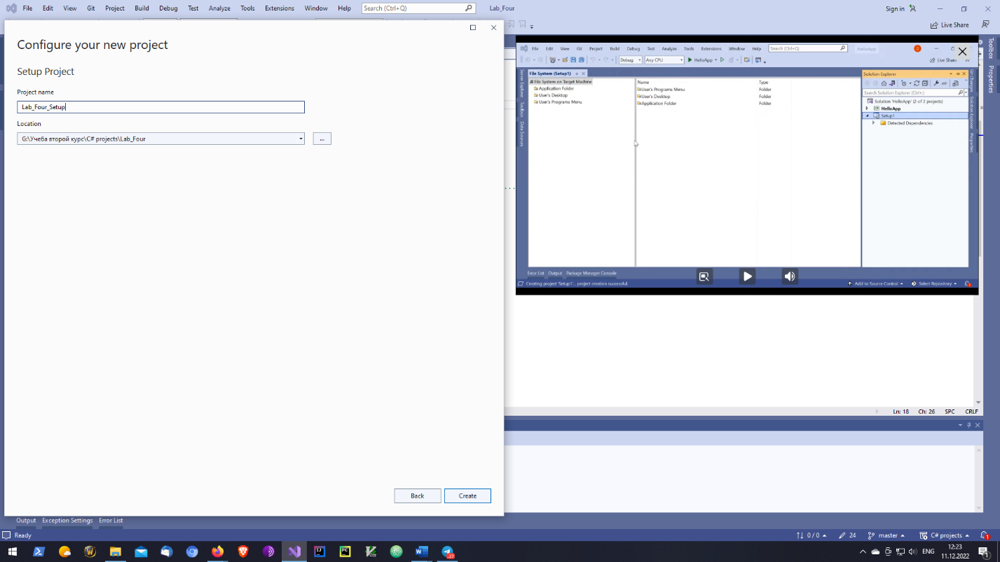 File Edit View Git Project Build Debug Test Analyze Tools Extensions Window Help Search (Ctrl+Q) Lab_Four Sign in
Live Share
Configure your new project
Setup Project
Project name
Lab_Four_Setup
Location
G:\Учеба второй курс\C# projects\Lab_Four
...
Back Create
File Edit View Git Project Build Debug Test Analyze Tools Extensions Window Help Search (Ctrl+Q) HelloApp 2
Debug Any CPU HelloApp Live Share
File System (Setup1)
File System on Target Machine
Application Folder
User's Desktop
User's Programs Menu
Name Type
User's Programs Menu Folder
User's Desktop Folder
Application Folder Folder
Server Explorer
Toolbox
Data Sources
Solution Explorer
Search Solution Explorer (Ctrl+;)
Solution 'HelloApp' (2 of 2 projects)
HelloApp
Setup1
Detected Dependencies
Git Changes
Solution Explorer
Properties
Error List Output Package Manager Console
Creating project 'Setup1'... project creation successful. Add to Source Control Select Repository
Toolbox
Properties
Ln: 18 Ch: 26 SPC CRLF
Output Exception Settings Error List
Ready 0 / 0 24 master C# projects 1
PC W 27 ENG 12:23
11.12.2022 1